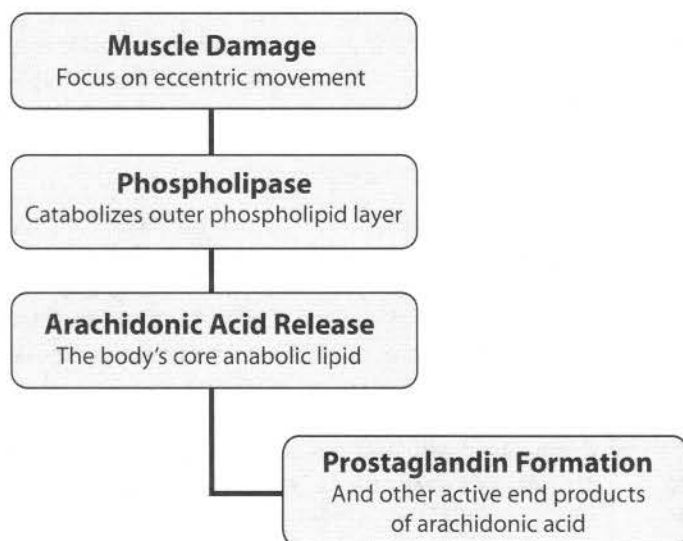 Muscle Damage
Focus on eccentric movement
Phospholipase
Catabolizes outer phospholipid layer
Arachidonic Acid Release
The body’s core anabolic lipid
Prostaglandin Formation
And other active end products
of arachidonic acid